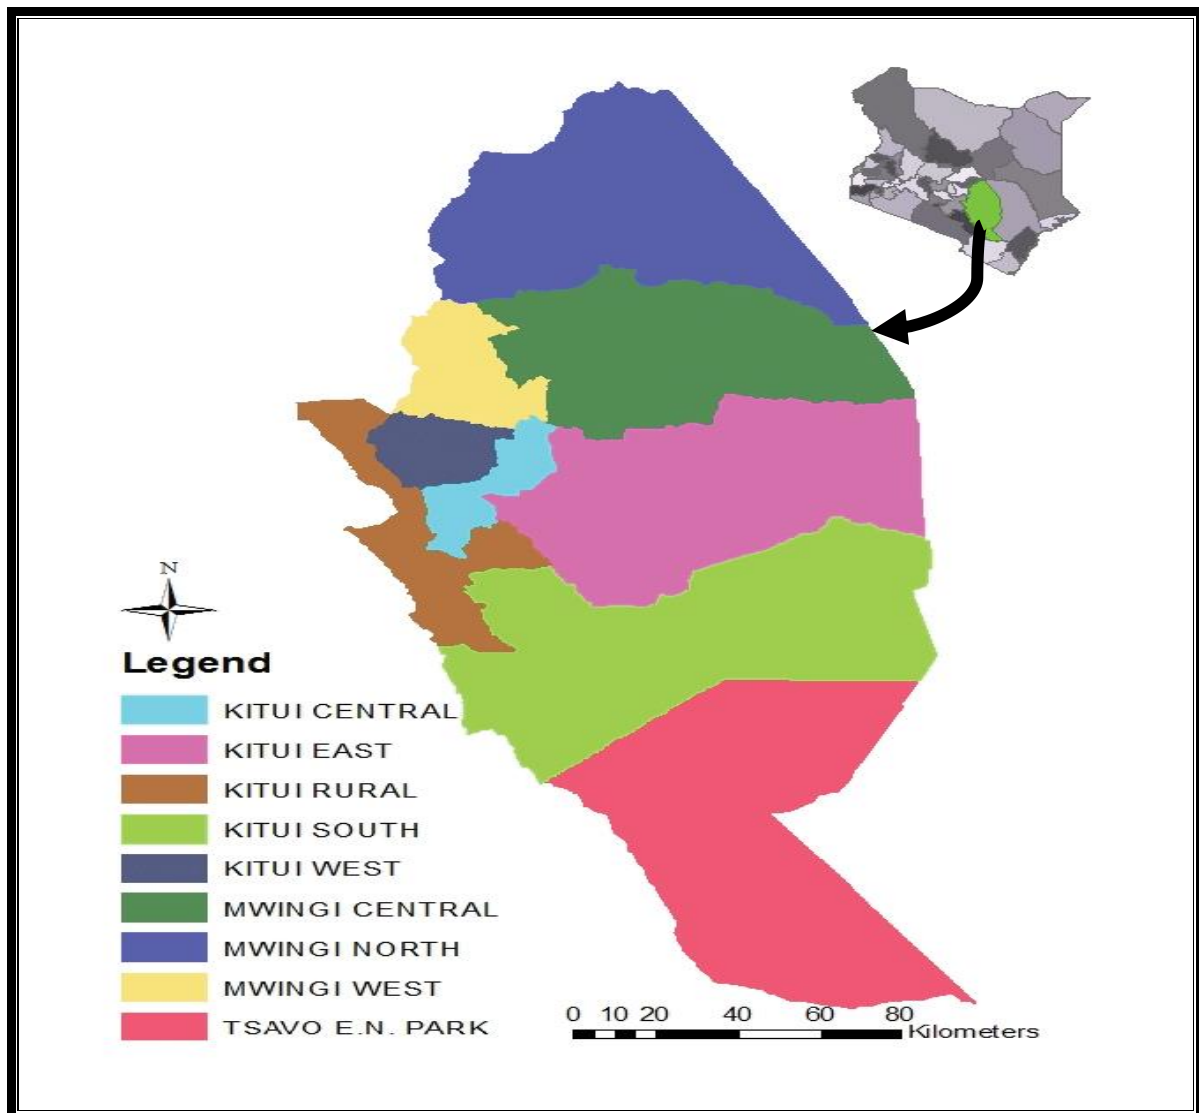 N
Legend
KITUI CENTRAL
KITUI EAST
KITUI RURAL
KITUI SOUTH
KITUI WEST
MWINGI CENTRAL
MWINGI NORTH
MWINGI WEST
TSAVO E.N. PARK
0 10 20 40 60 80
Kilometers